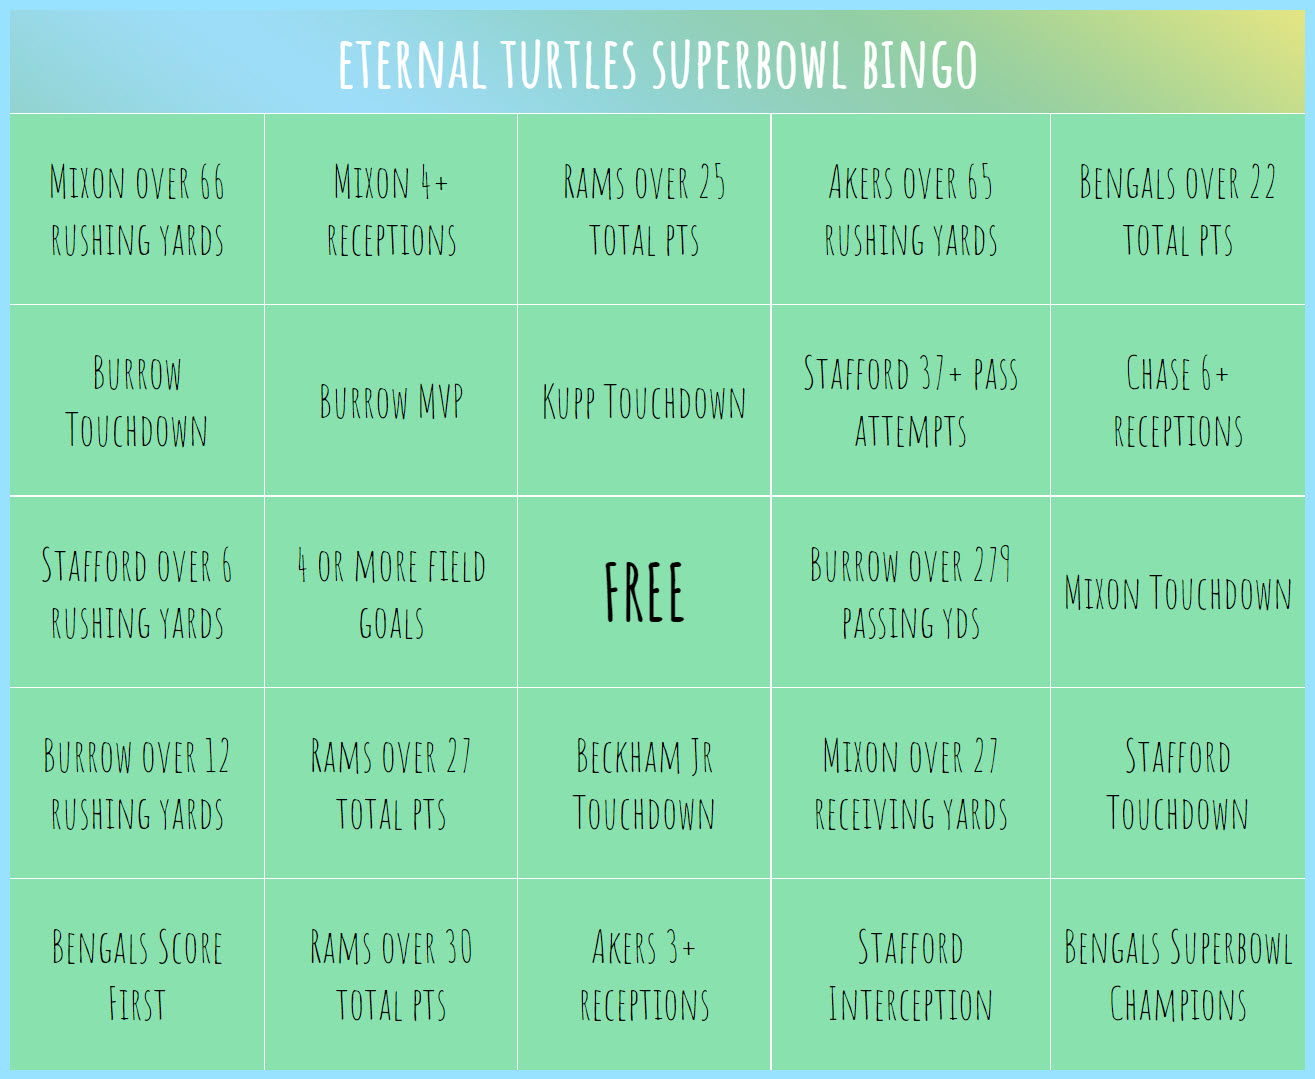 ETERNAL TURTLES SUPERBOWL BINGO
Mixon over 66
rushing yards
Mixon 4+
receptions
Rams over 25
total pts
Akers over 65
rushing yards
Bengals over 22
total pts
Burrow
Touchdown
Burrow MVP
Kupp Touchdown
Stafford 37+ pass
attempts
Chase 6+
receptions
Stafford over 6
rushing yards
4 or more field
goals
FREE
Burrow over 279
passing yds
Mixon Touchdown
Burrow over 12
rushing yards
Rams over 27
total pts
Beckham Jr
Touchdown
Mixon over 27
receiving yards
Stafford
Touchdown
Bengals Score
First
Rams over 30
total pts
Akers 3+
receptions
Stafford
Interception
Bengals Superbowl
Champions